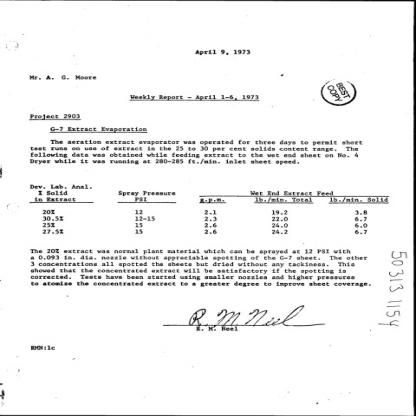 April 9, 1973
Mr. A. G. Moore
BEST
COPY
Weekly Report - April 1-6, 1973
Project 2903
G-7 Extract Evaporation
The aeration extract evaporator was operated for three days to permit short
test runs on use of extract in the 25 to 30 per cent solids content range. The
following data was obtained while feeding extract to the wet end sheet on No. 4
Dryer while it was running at 280-285 ft./min. inlet sheet speed.
Dev. Lab. Anal.
% Solid Spray Pressure Wet End Extract Feed
in Extract PSI g.p.m. lb./min. Total lb./min. Solid
20% 12 2.1 19.2 3.8
30.5% 12-15 2.3 22.0 6.7
25% 15 2.6 24.0 6.0
27.5% 15 2.6 24.2 6.7
The 20% extract was normal plant material which can be sprayed at 12 PSI with
a 0.093 in. dia. nozzle without appreciable spotting of the G-7 sheet. The other
3 concentrations all spotted the sheets but dried without any tackiness. This
showed that the concentrated extract will be satisfactory if the spotting is
corrected. Tests have been started using smaller nozzles and higher pressures
to atomize the concentrated extract to a greater degree to improve sheet coverage.
R. M. Neel
R. M. Neel
RMN:lc
50313 1154